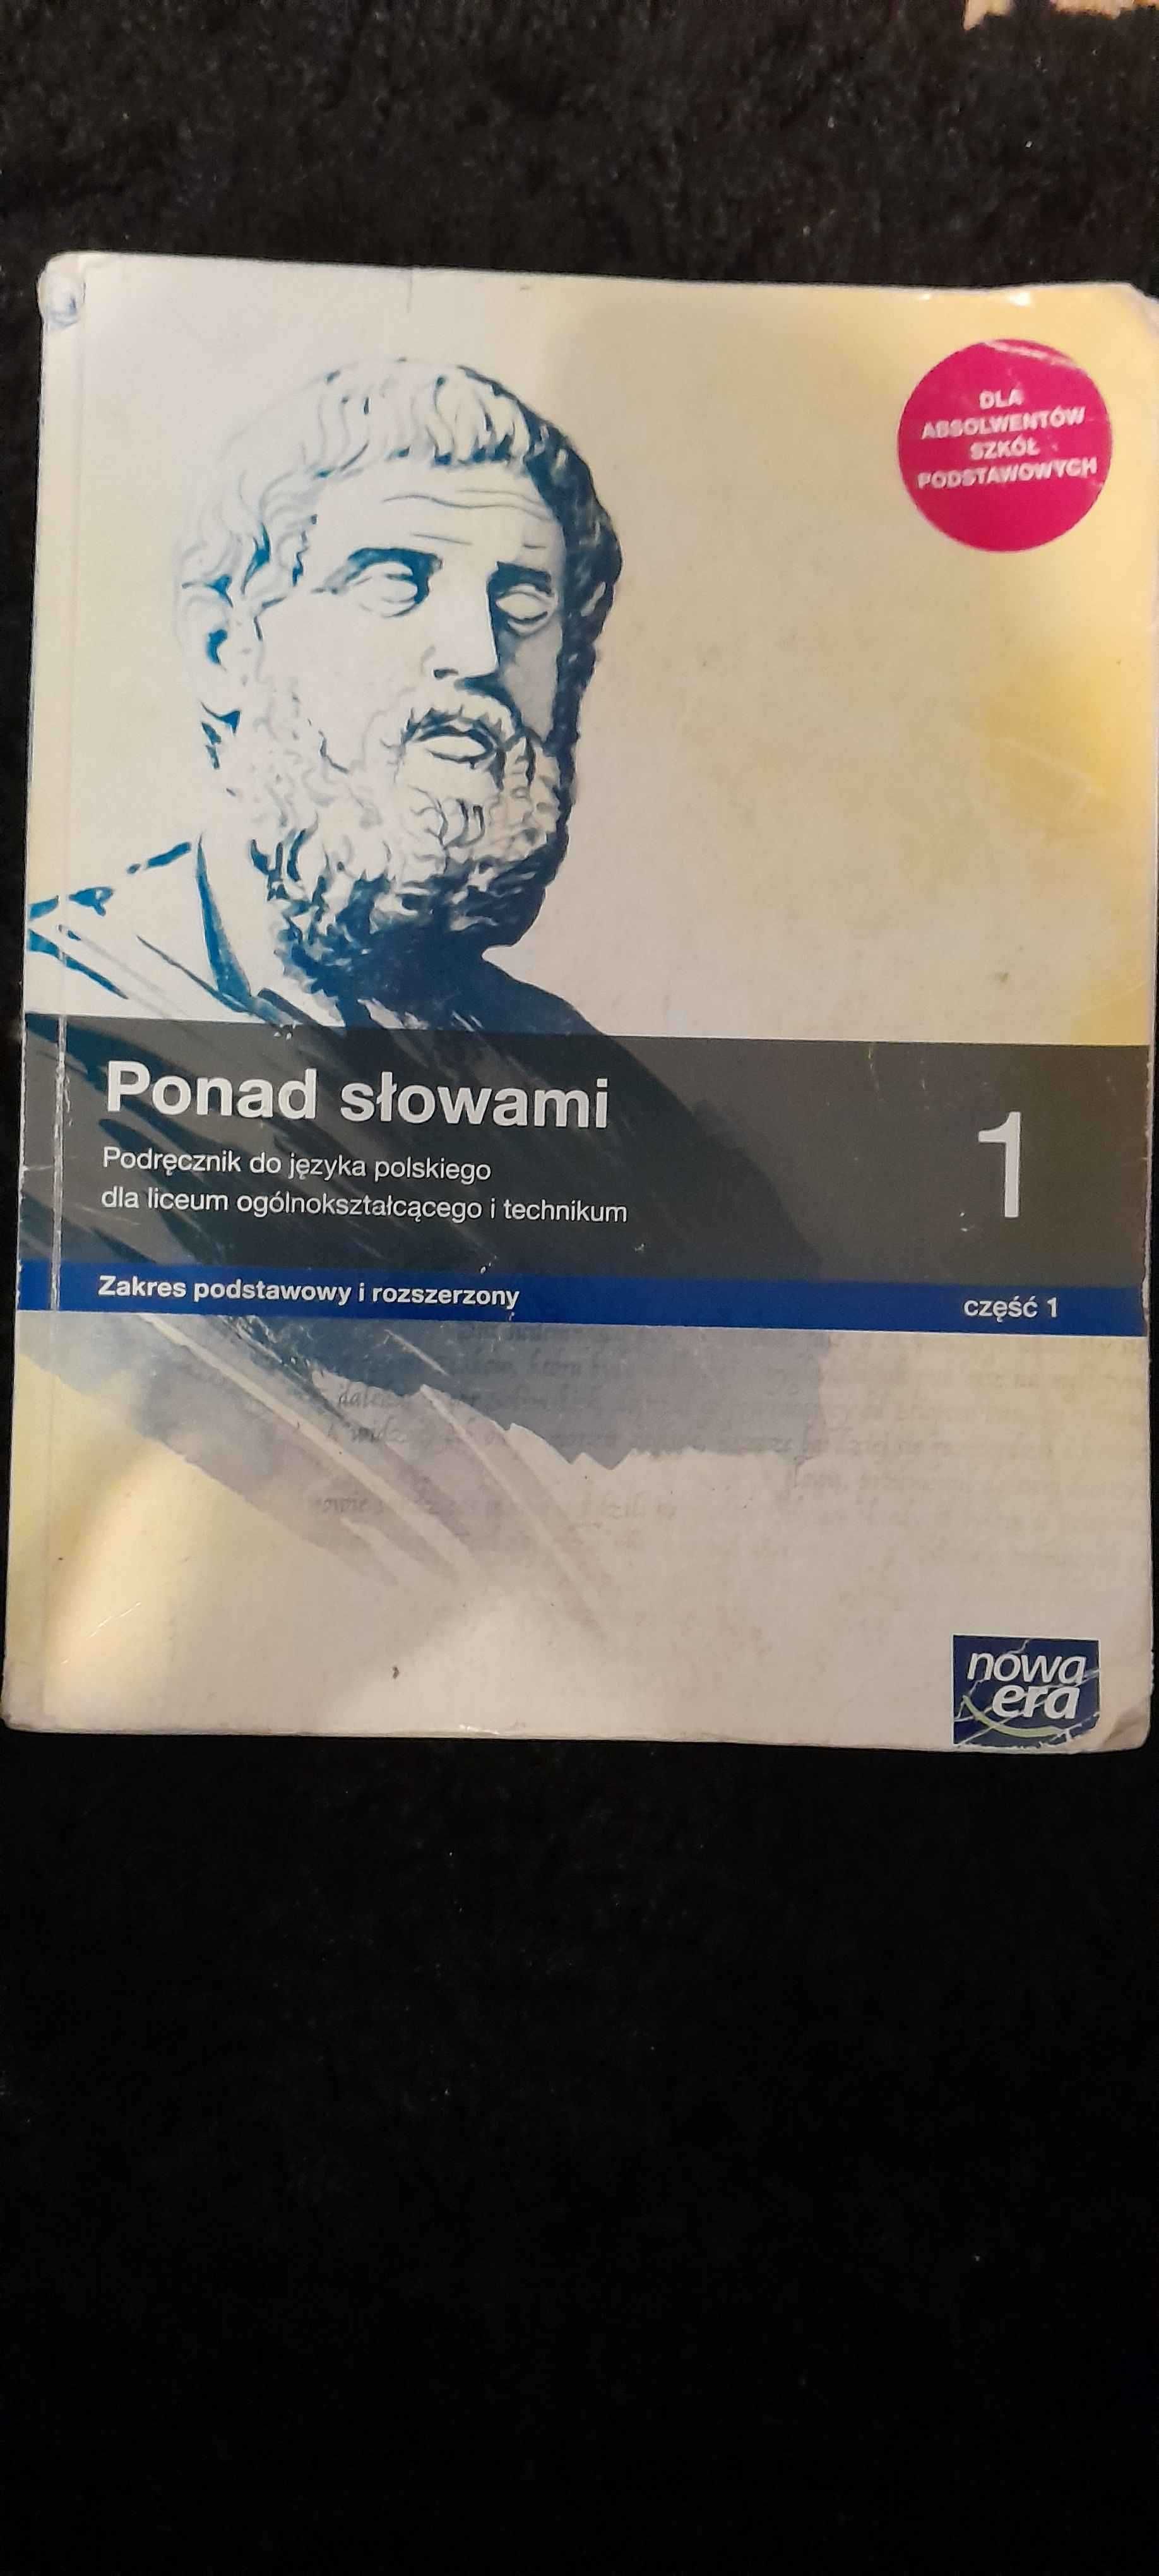 DLA
ABSOLWENTÓW
SZKÓŁ
PODSTAWOWYCH
Ponad słowami
1
Podręcznik do języka polskiego
dla liceum ogólnokształcącego i technikum
Zakres podstawowy i rozszerzony
część 1
nowa
era